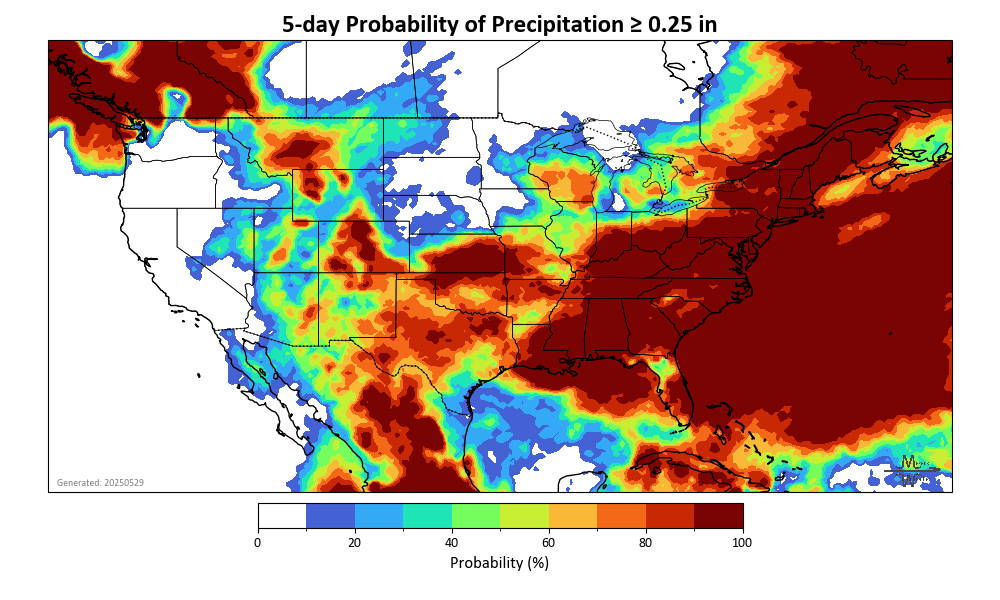 5-day Probability of Precipitation ≥ 0.25 in
Generated: 20250529
0 20 40 60 80 100
Probability (%)